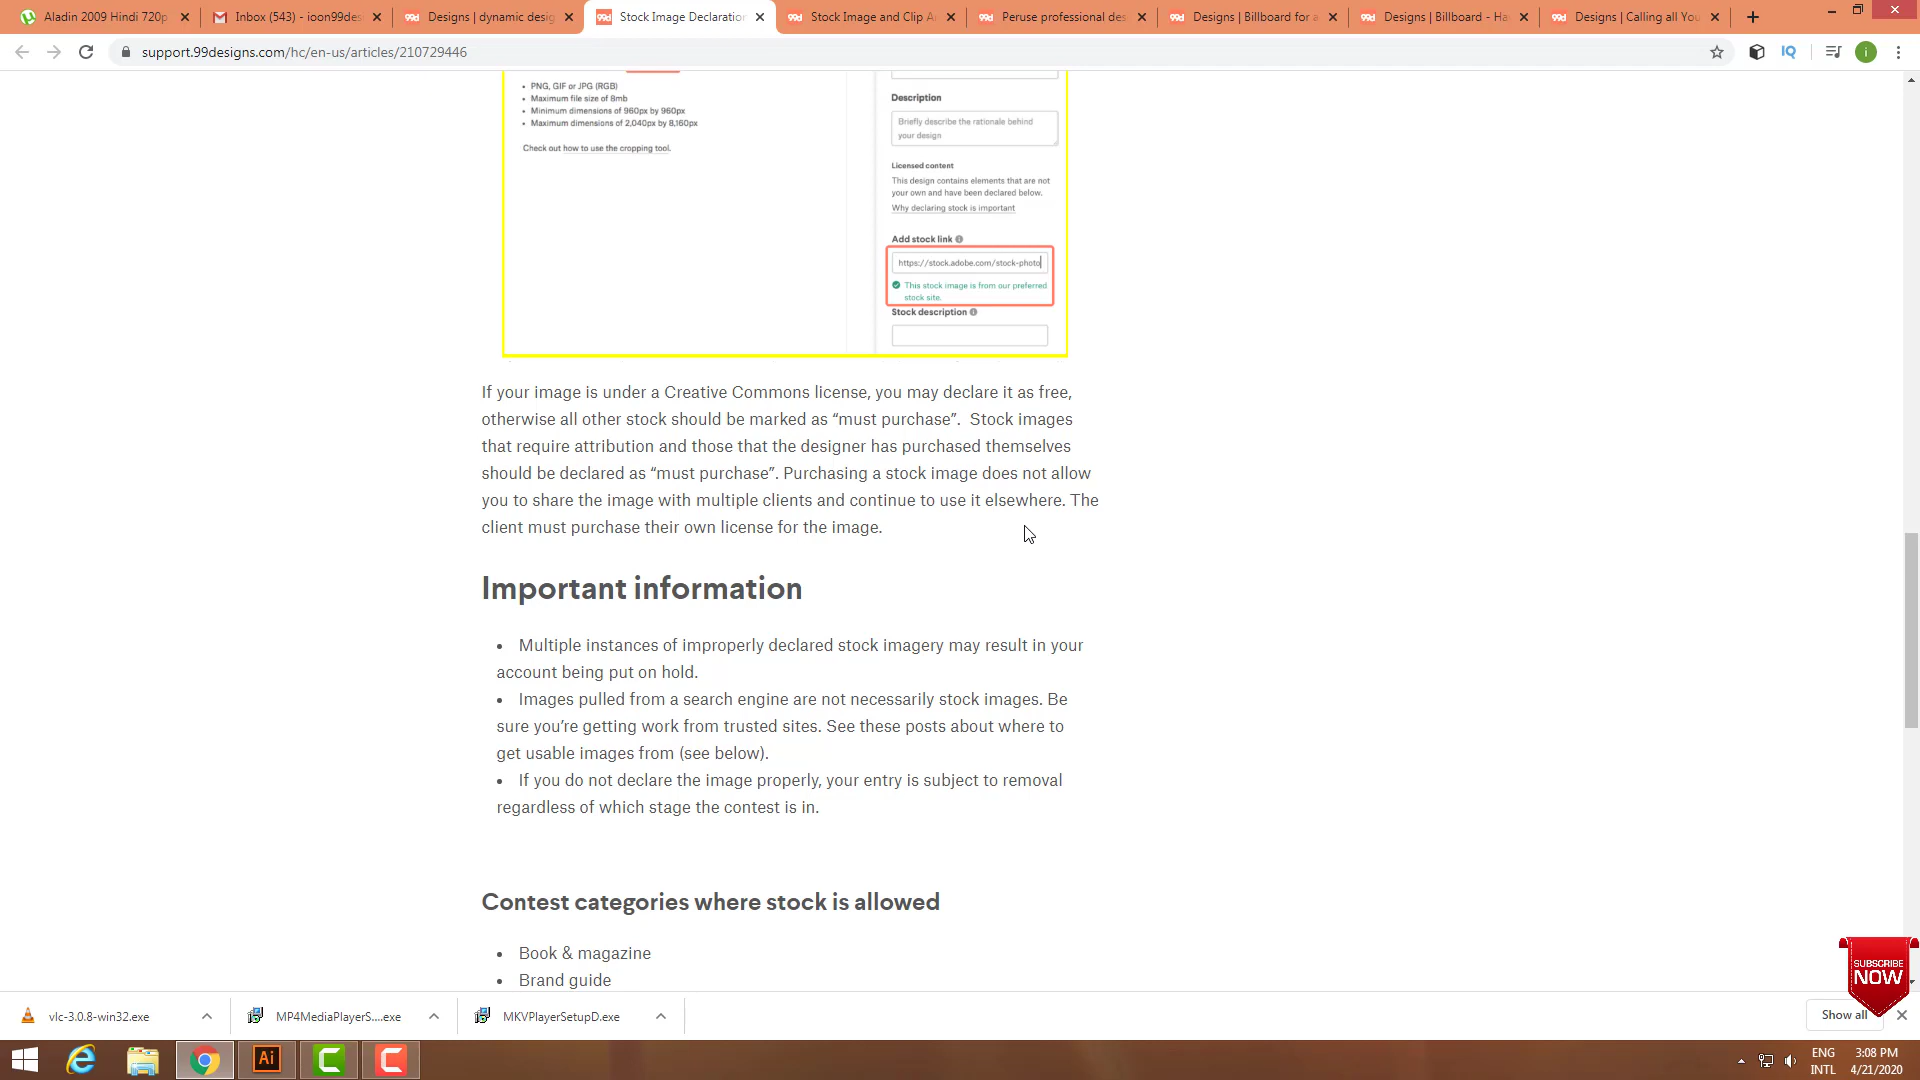 Aladin 2009 Hindi 720p
Inbox (543) - ioon99des
Designs | dynamic desig
Stock Image Declaration
Stock Image and Clip A
Peruse professional des
Designs | Billboard for a
Designs | Billboard - Ha
Designs | Calling all You
support.99designs.com/hc/en-us/articles/210729446
IQ
i
• PNG, GIF or JPG (RGB)
• Maximum file size of 8mb
• Minimum dimensions of 960px by 960px
• Maximum dimensions of 2,040px by 8,160px
Check out how to use the cropping tool.
Description
Briefly describe the rationale behind
your design
Licensed content
This design contains elements that are not
your own and have been declared below.
Why declaring stock is important
Add stock link
https://stock.adobe.com/stock-photo
This stock image is from our preferred
stock site.
Stock description
If your image is under a Creative Commons license, you may declare it as free,
otherwise all other stock should be marked as “must purchase”. Stock images
that require attribution and those that the designer has purchased themselves
should be declared as “must purchase”. Purchasing a stock image does not allow
you to share the image with multiple clients and continue to use it elsewhere. The
client must purchase their own license for the image.
Important information
• Multiple instances of improperly declared stock imagery may result in your
account being put on hold.
• Images pulled from a search engine are not necessarily stock images. Be
sure you’re getting work from trusted sites. See these posts about where to
get usable images from (see below).
• If you do not declare the image properly, your entry is subject to removal
regardless of which stage the contest is in.
Contest categories where stock is allowed
• Book & magazine
• Brand guide
SUBSCRIBE
NOW
vlc-3.0.8-win32.exe
MP4MediaPlayerS....exe
MKVPlayerSetupD.exe
Show all
Ai
ENG
INTL
3:08 PM
4/21/2020